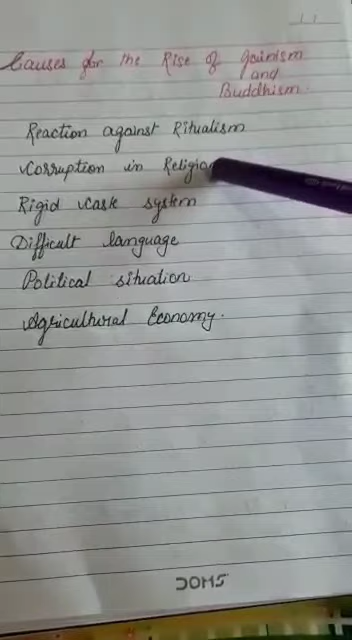 Causes for the Rise of Jainism
and
Buddhism.
Reaction against Ritualism
Corruption in Religion
Rigid caste system
Difficult language
Political situation
Agricultural Economy.
DOMS